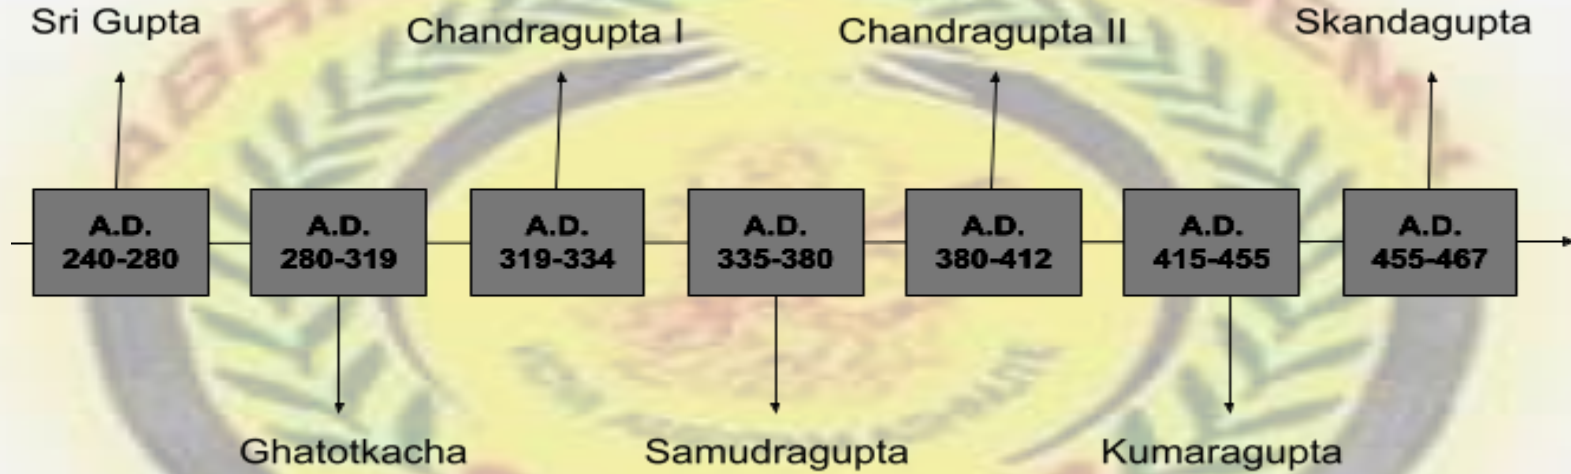 Sri Gupta
Chandragupta I
Chandragupta II
Skandagupta
A.D.
240-280
A.D.
280-319
A.D.
319-334
A.D.
335-380
A.D.
380-412
A.D.
415-455
A.D.
455-467
Ghatotkacha
Samudragupta
Kumaragupta